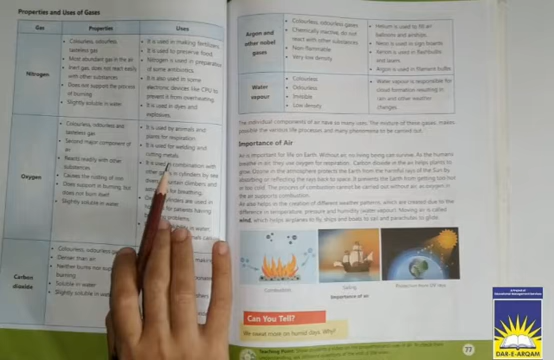 Properties and Uses of Gases
Gas
Properties
Uses
Nitrogen
Colourless, odourless
tasteless gas
Most abundant gas in the air
Inert gas, does not react easily
with other substances
Does not support the process
of burning
Slightly soluble in water
It is used in making fertilizers
It is used to preserve food
Nitrogen is used in preparation
of some antibiotics
It is also used in some
electronic devices like CPU to
prevent it from overheating
It is used in dyes and
Oxygen
Colourless, odourless and
tasteless gas
Second major component of
air
Reacts readily with other
substances
Causes the rusting of iron
Does support in burning, but
does not burn itself
Slightly soluble in water
It is used by animals and
plants for respiration
It is used for welding and
cutting metals
It is used in combination with
other in cylinders by sea
climbers and
for breathing
are used in
for patients having
Carbon
dioxide
Colourless, odourless
Denser than air
Neither burns nor
burning
Soluble in water
Slightly soluble in
Argon and
other nobel
gases
Colourless, odourless gases
Chemically inactive, do not
react with other substances
Non-flammable
Very low density
Helium is used to fill air
balloons and airships
Neon is used in sign boards
Xenon is used in flashlights
Argon is used in filament bulbs
Water
vapour
Colourless
Odourless
Invisible
Low density
Water vapour is responsible for
cloud formation resulting in
rain and other weather
changes
The individual components of air have so many uses. The mixture of these gases, makes
possible the various life processes, and many phenomena to be carried out.
Importance of Air
Air is important for life on Earth. Without air, no living being can survive. As the humans
breathe in air, they use oxygen for respiration. Carbon dioxide in the air helps plants to
grow. Ozone in the atmosphere protects the Earth from the harmful rays of the Sun by
absorbing or reflecting the rays back to space. It prevents the Earth from getting too hot
or too cold. The process of combustion cannot be carried out without air, as oxygen in
the air supports combustion.
Air also helps in the creation of different weather patterns, which are created due to the
difference in temperature, pressure and humidity (water vapour). Moving air is called
wind, which helps airplanes to fly, ships and boats to sail and parachutes to glide.
Combustion
Sailing
Protection from UV rays
Importance of air
Can You Tell?
We sweat more on humid days. Why?
Teaching Point:
77
DAR-E-ARQAM